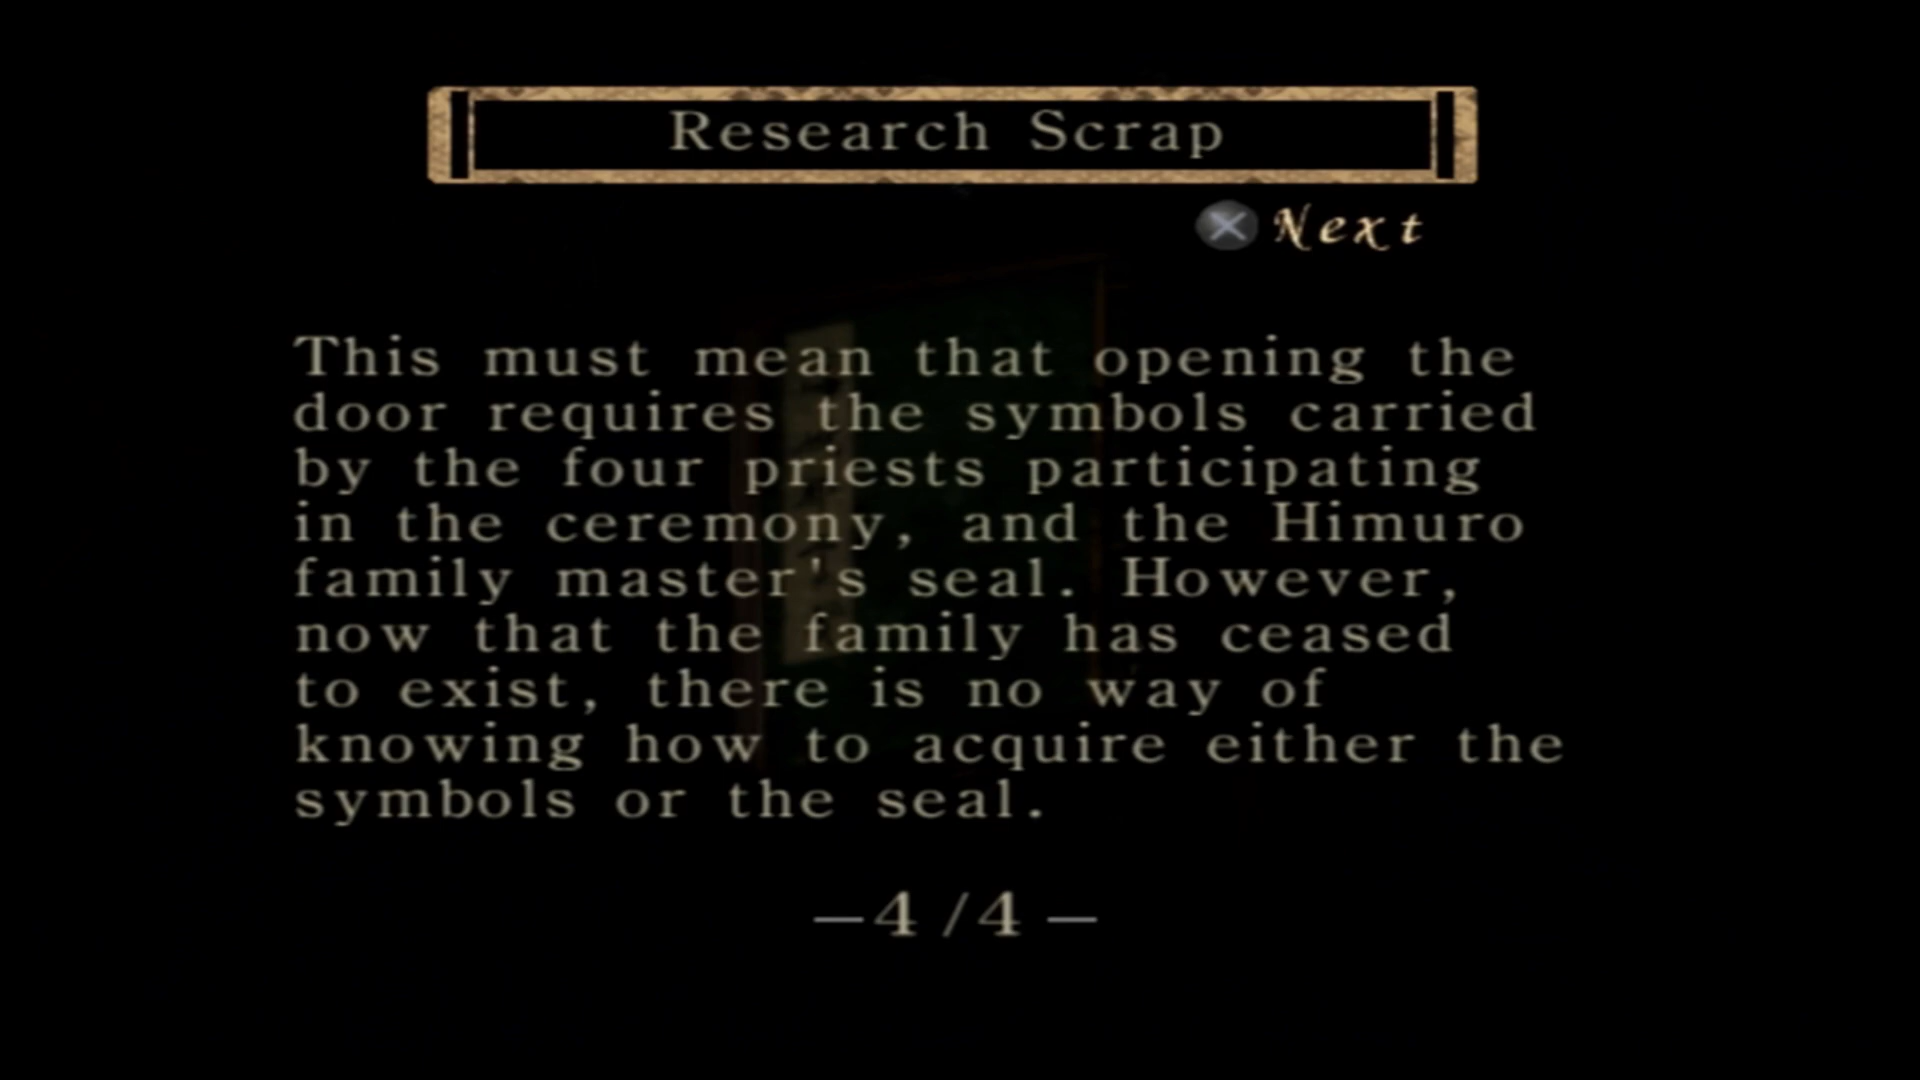 Research Scrap
Next
This must mean that opening the
door requires the symbols carried
by the four priests participating
in the ceremony, and the Himuro
family master's seal. However,
now that the family has ceased
to exist, there is no way of
knowing how to acquire either the
symbols or the seal.
—4/4—